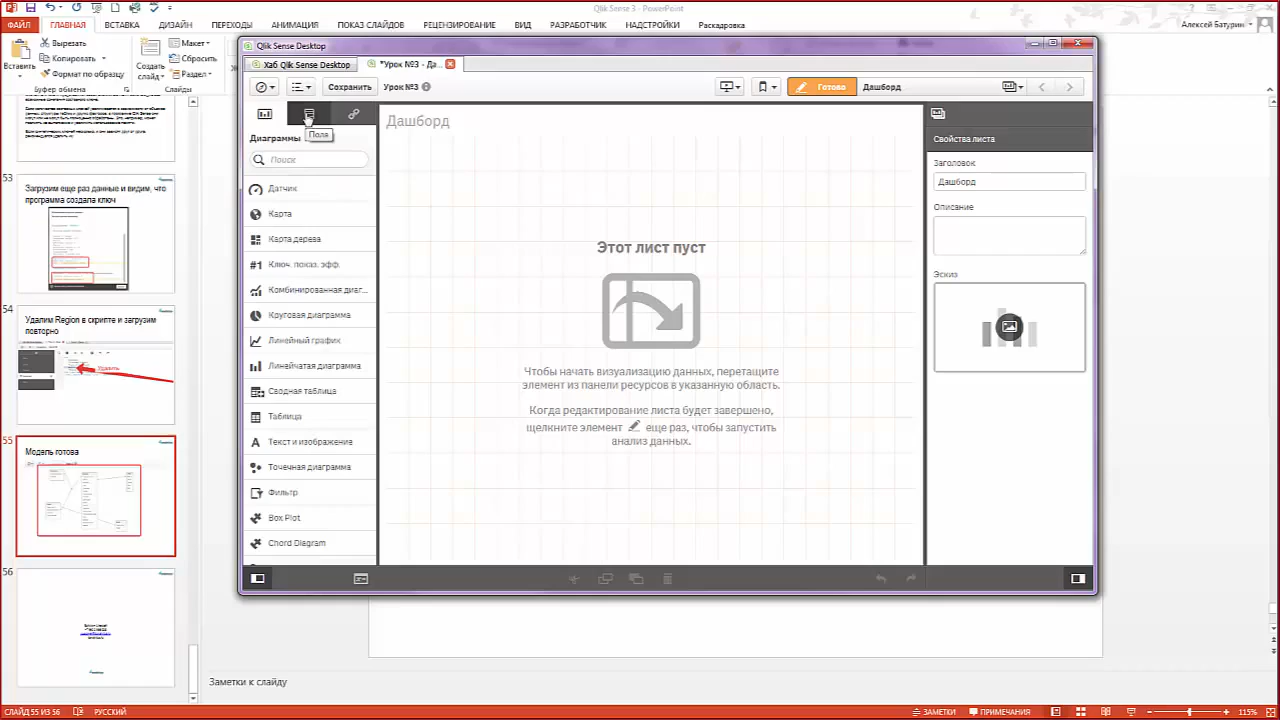 Qlik Sense 3 - PowerPoint
ФАЙЛ
ГЛАВНАЯ
ВСТАВКА
ДИЗАЙН
ПЕРЕХОДЫ
АНИМАЦИЯ
ПОКАЗ СЛАЙДОВ
РЕЦЕНЗИРОВАНИЕ
ВИД
РАЗРАБОТЧИК
НАДСТРОЙКИ
Раскадровка
Алексей Батурин
Вставить
Вырезать
Копировать
Формат по образцу
Буфер обмена
Создать слайд
Макет
Сбросить
Раздел
Слайды
Qlik Sense Desktop
Хаб Qlik Sense Desktop
*Урок №3 - Да...
Сохранить
Урок №3
Готово
Дашборд
Поля
Диаграммы
Поиск
Датчик
Карта
Карта дерева
#1 Ключ. показ. эфф.
Комбинированная диаг...
Круговая диаграмма
Линейный график
Линейчатая диаграмма
Сводная таблица
Таблица
A Текст и изображение
Точечная диаграмма
Фильтр
Box Plot
Chord Diagram
Дашборд
Этот лист пуст
Чтобы начать визуализацию данных, перетащите
элемент из панели ресурсов в указанную область.
Когда редактирование листа будет завершено,
щелкните элемент еще раз, чтобы запустить
анализ данных.
Свойства листа
Заголовок
Дашборд
Описание
Эскиз
53
Загрузим еще раз данные и видим, что
программа создала ключ
54
Удалим Region в скрипте и загрузим
повторно
Удалить
55
Модель готова
56
Заметки к слайду
СЛАЙД 55 ИЗ 56
РУССКИЙ
ЗАМЕТКИ
ПРИМЕЧАНИЯ
115%